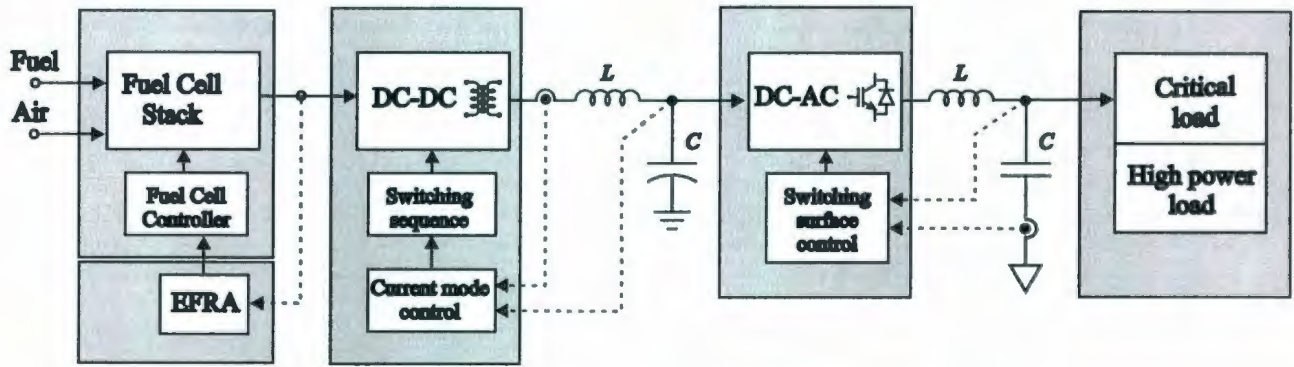 Fuel
Air
Fuel Cell
Stack
Fuel Cell
Controller
EFRA
DC-DC
Switching
sequence
Current mode
control
L
C
DC-AC
Switching
surface
control
L
C
Critical
load
High power
load